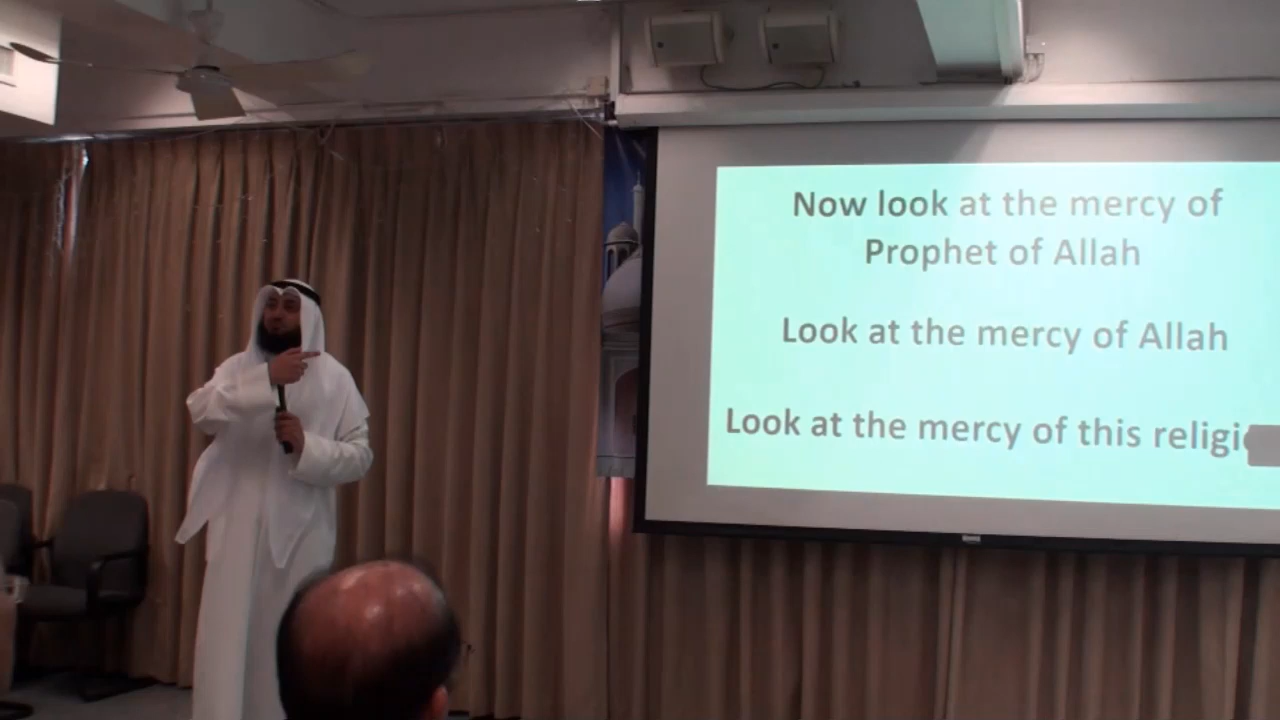 Now look at the mercy of
Prophet of Allah
Look at the mercy of Allah
Look at the mercy of this